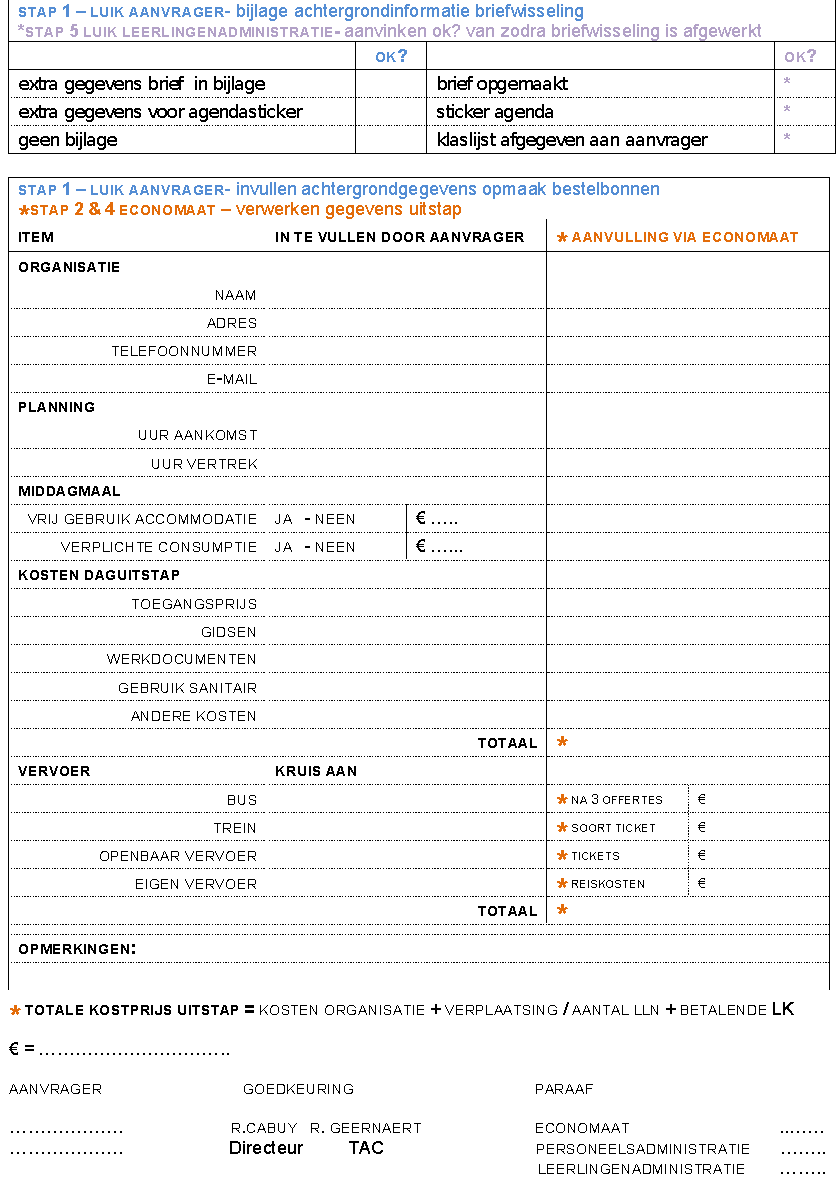 STAP 1 – LUIK AANVRAGER- bijlage achtergrondinformatie briefwisseling
*STAP 5 LUIK LEERLINGENADMINISTRATIE- aanvinken ok? van zodra briefwisseling is afgewerkt
OK? OK?
extra gegevens brief in bijlage brief opgemaakt *
extra gegevens voor agendasticker sticker agenda *
geen bijlage klaslijst afgegeven aan aanvrager *
STAP 1 – LUIK AANVRAGER- invullen achtergrondgegevens opmaak bestelbonnen
*STAP 2 & 4 ECONOMAAT – verwerken gegevens uitstap
ITEM IN TE VULLEN DOOR AANVRAGER * AANVULLING VIA ECONOMAAT
ORGANISATIE
NAAM
ADRES
TELEFOONNUMMER
E-MAIL
PLANNING
UUR AANKOMST
UUR VERTREK
MIDDAGMAAL
VRIJ GEBRUIK ACCOMMODATIE JA - NEEN € .....
VERPLICHTE CONSUMPTIE JA - NEEN € ......
KOSTEN DAGUITSTAP
TOEGANGSPRIJS
GIDSEN
WERKDOCUMENTEN
GEBRUIK SANITAIR
ANDERE KOSTEN
TOTAAL *
VERVOER KRUIS AAN
BUS * NA 3 OFFERTES €
TREIN * SOORT TICKET €
OPENBAAR VERVOER * TICKETS €
EIGEN VERVOER * REISKOSTEN €
TOTAAL *
OPMERKINGEN:
* TOTALE KOSTPRIJS UITSTAP = KOSTEN ORGANISATIE + VERPLAATSING / AANTAL LLN + BETALENDE LK
€ = ...............................
AANVRAGER GOEDKEURING PARAAF
................... R.CABUY R. GEERNAERT ECONOMAAT ........
................... Directeur TAC PERSONEELSADMINISTRATIE ........
LEERLINGENADMINISTRATIE ........